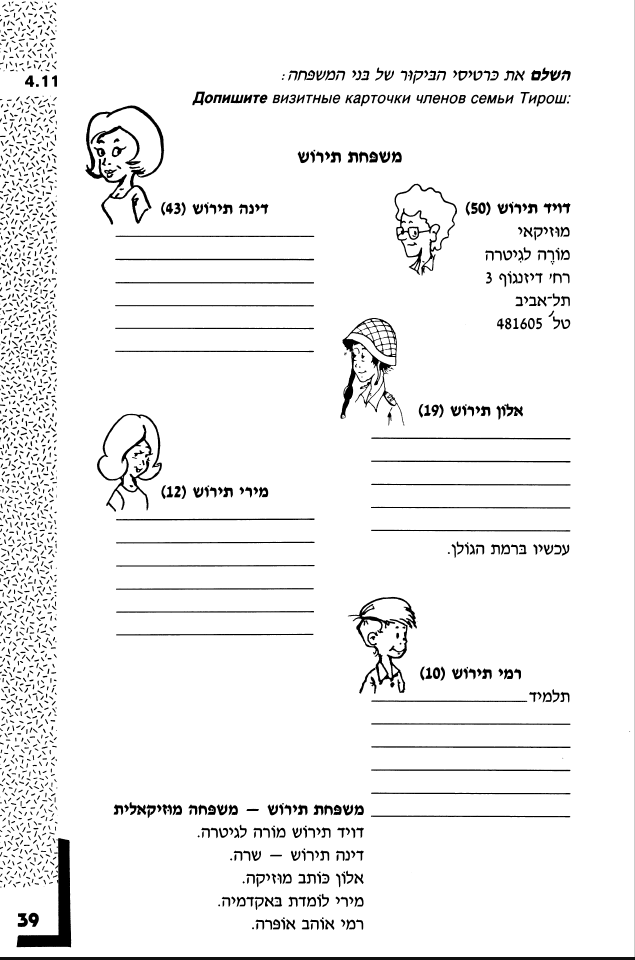 4.11
השלם את כרטיסי הביקור של בני המשפחה:
Допишите визитные карточки членов семьи Тирош:
משפחת תירוש
דויד תירוש (50)
מוזיקאי
מוֹרֶה לגיטרה
רח׳ דיזנגוף 3
תל־אביב
טל׳ 481605
דינה תירוש (43)
אלון תירוש (19)
עכשיו ברמת הגולן.
מירי תירוש (12)
רמי תירוש (10)
תלמיד
משפחת תירוש — משפחה מוזיקאלית
דויד תירוש מורה לגיטרה.
דינה תירוש — שרה.
אלון כותב מוזיקה.
מירי לומדת באקדמיה.
רמי אוהב אופרה.
39